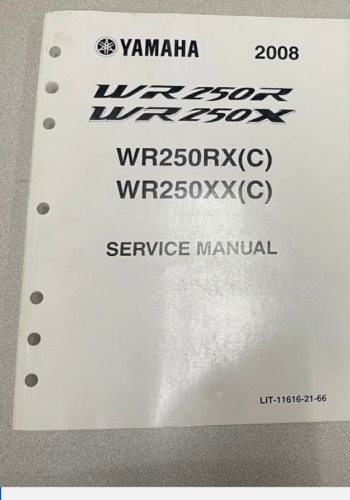 YAMAHA 2008
WR250R
WR250X
WR250RX(C)
WR250XX(C)
SERVICE MANUAL
LIT-11616-21-66